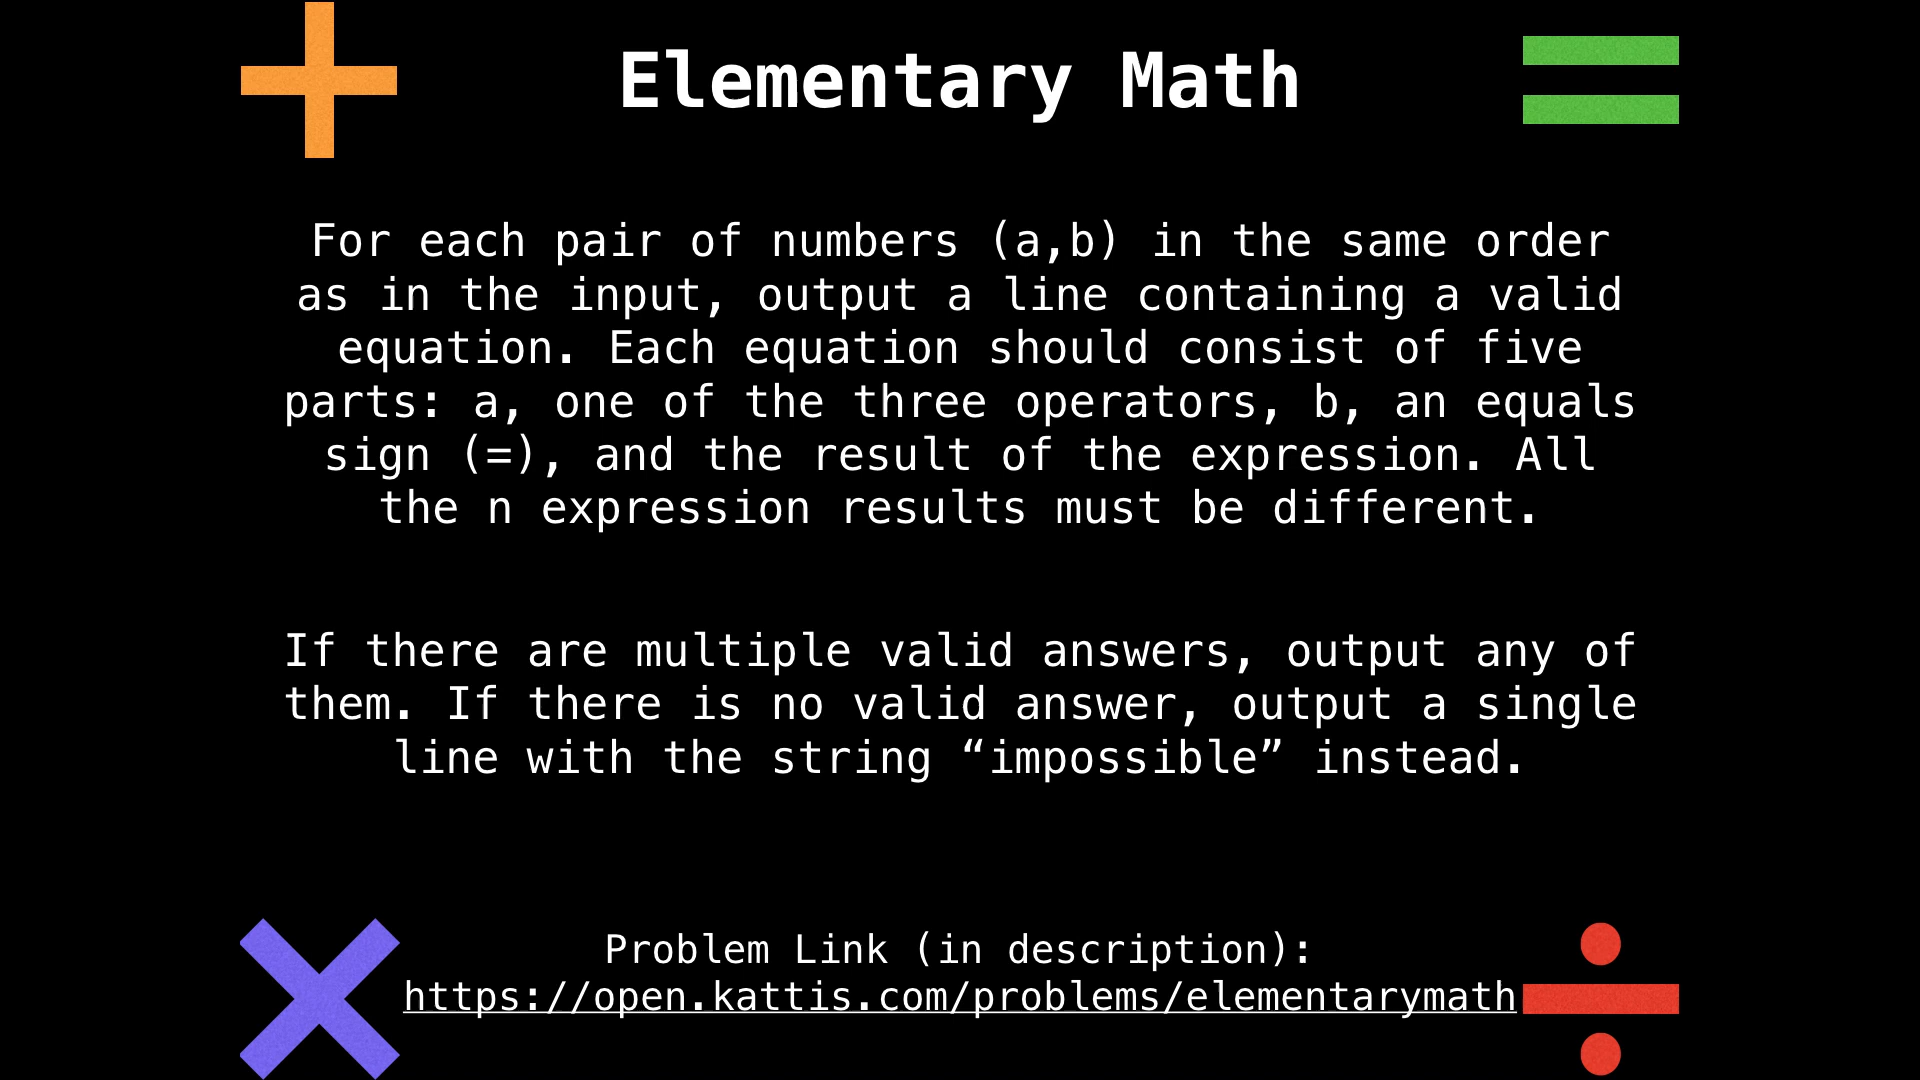 Elementary Math
For each pair of numbers (a,b) in the same order
as in the input, output a line containing a valid
equation. Each equation should consist of five
parts: a, one of the three operators, b, an equals
sign (=), and the result of the expression. All
the n expression results must be different.
If there are multiple valid answers, output any of
them. If there is no valid answer, output a single
line with the string “impossible” instead.
Problem Link (in description):
https://open.kattis.com/problems/elementarymath